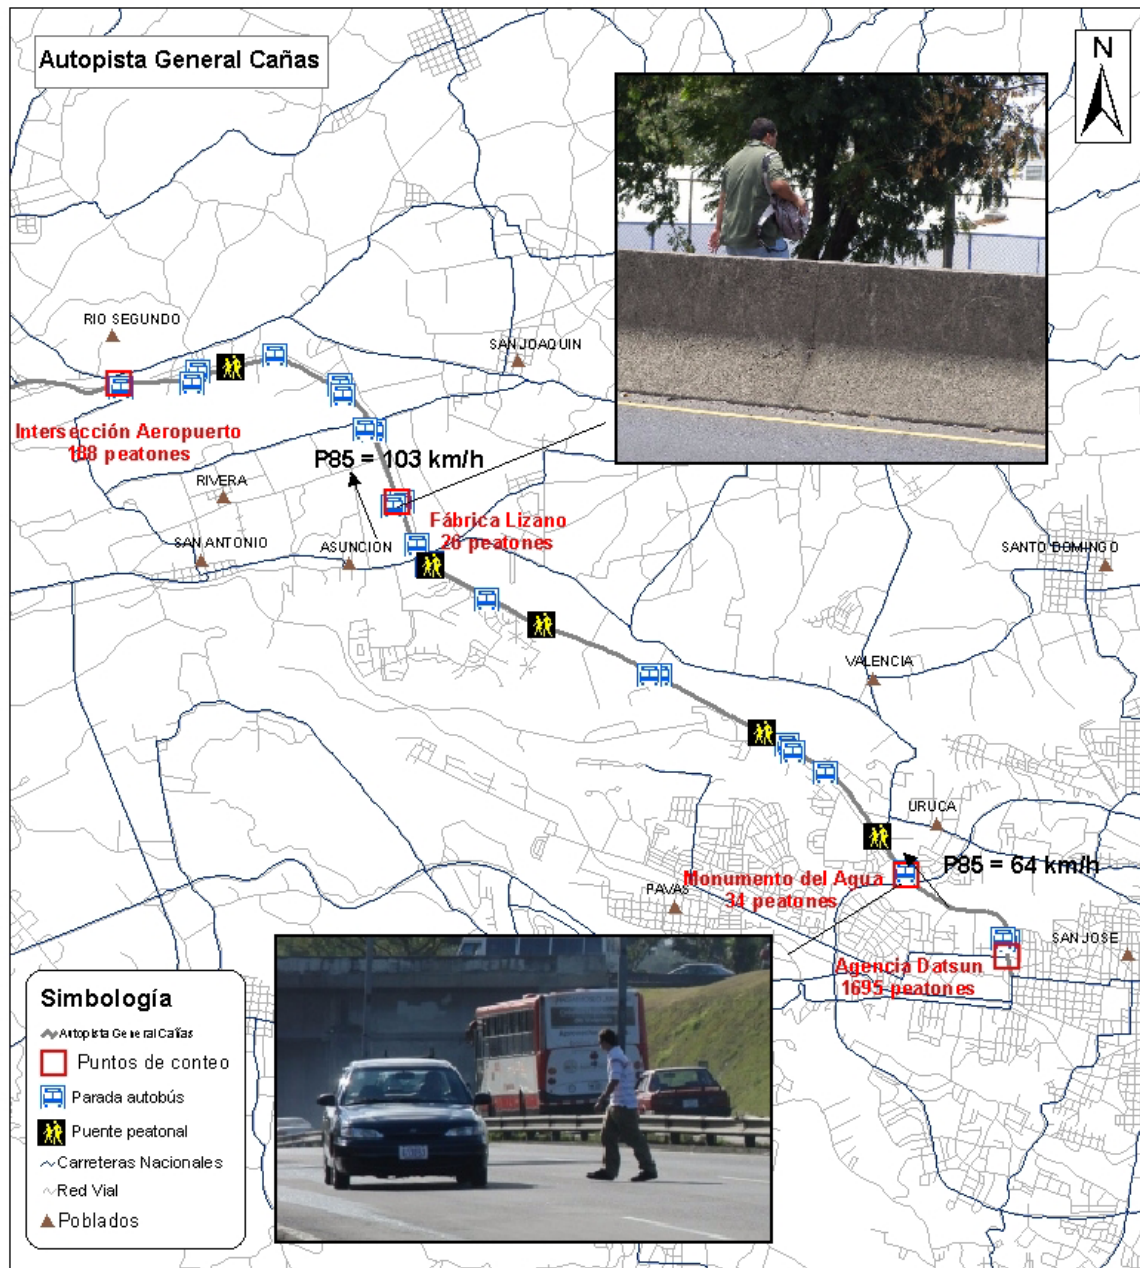 Autopista General Cañas
N
RIO SEGUNDO
SAN JOAQUIN
Intersección Aeropuerto
188 peatones
P85 = 103 km/h
RIVERA
Fábrica Lizano
26 peatones
SAN ANTONIO
ASUNCION
SANTO DOMINGO
VALENCIA
URUCA
P85 = 64 km/h
Monumento del Agua
34 peatones
PAVAS
SAN JOSE
Agencia Datsun
1695 peatones
Simbología
Autopista General Cañas
Puntos de conteo
Parada autobús
Puente peatonal
Carreteras Nacionales
Red Vial
Poblados